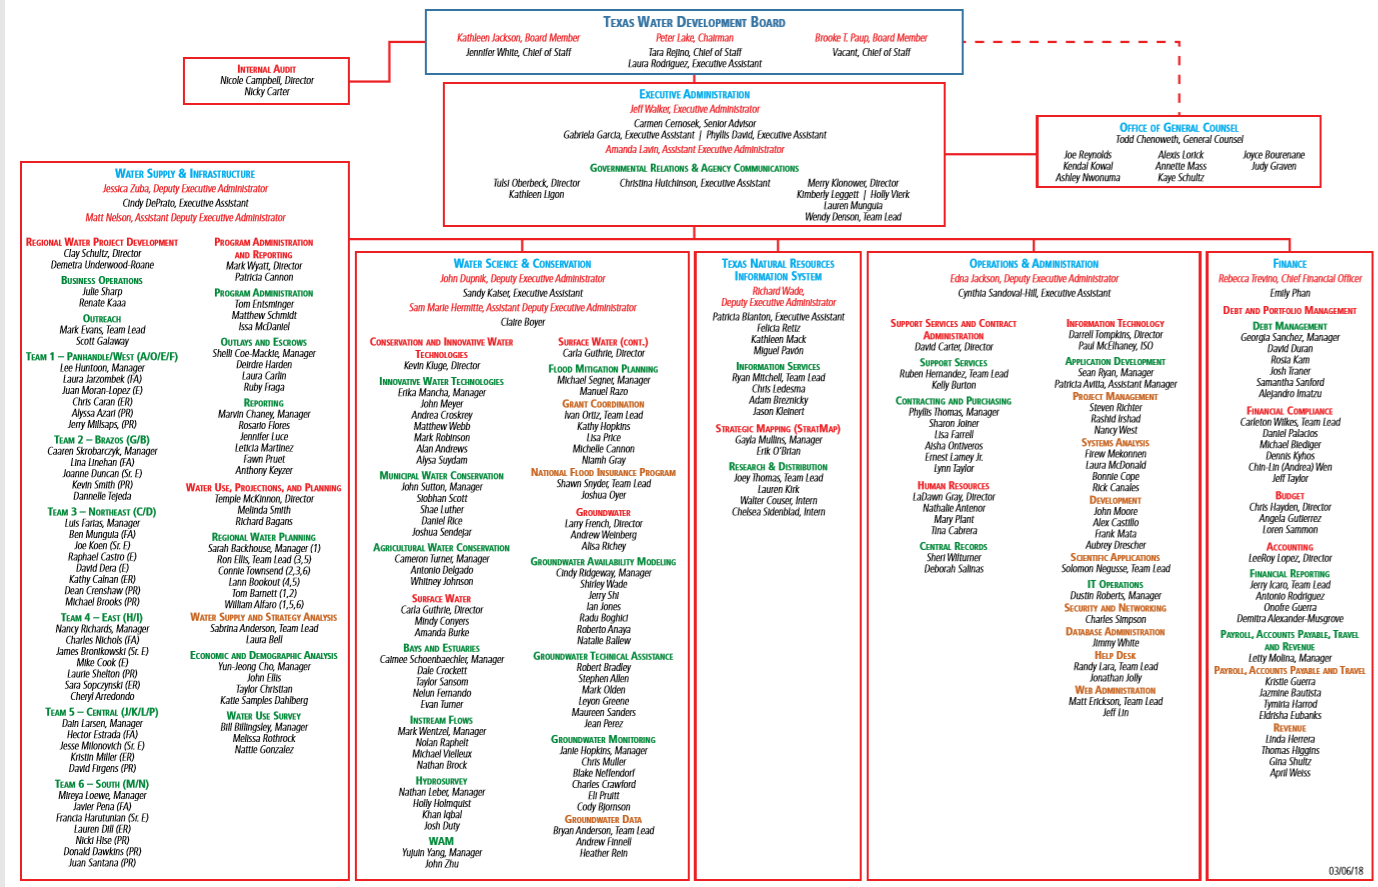 Texas Water Development Board
Kathleen Jackson, Board Member
Jennifer White, Chief of Staff
Peter Lake, Chairman
Tara Rejino, Chief of Staff
Laura Rodriguez, Executive Assistant
Brooke T. Paup, Board Member
Vacant, Chief of Staff
Internal Audit
Nicole Campbell, Director
Nicky Carter
Executive Administration
Jeff Walker, Executive Administrator
Carmen Cernosek, Senior Advisor
Gabriela Garcia, Executive Assistant | Phyllis David, Executive Assistant
Amanda Lavin, Assistant Executive Administrator
Governmental Relations & Agency Communications
Tulsi Oberbeck, Director
Kathleen Ligon
Christina Hutchinson, Executive Assistant
Merry Klonower, Director
Kimberly Leggett | Holly Vierk
Lauren Munguia
Wendy Denson, Team Lead
Office of General Counsel
Todd Chenoweth, General Counsel
Joe Reynolds
Kendal Kowal
Ashley Nwonuma
Alexis Lorick
Annette Mass
Kaye Schultz
Joyce Bourenane
Judy Graven
Water Supply & Infrastructure
Jessica Zuba, Deputy Executive Administrator
Cindy DePrato, Executive Assistant
Matt Nelson, Assistant Deputy Executive Administrator
Regional Water Project Development
Clay Schultz, Director
Demetra Underwood-Roane
Business Operations
Julie Sharp
Renate Kaaa
Outreach
Mark Evans, Team Lead
Scott Galaway
Team 1 – Panhandle/West (A/O/E/F)
Lee Huntoon, Manager
Laura Jarzombek (FA)
Juan Moran-Lopez (E)
Chris Caran (ER)
Alyssa Azari (PR)
Jerry Millsaps, (PR)
Team 2 – Brazos (G/B)
Caaren Skrobarczyk, Manager
Lina Linehan (FA)
Joanne Duncan (Sr. E)
Kevin Smith (PR)
Dannelle Tejeda
Team 3 – Northeast (C/D)
Luis Farias, Manager
Ben Munguia (FA)
Joe Koen (Sr. E)
Raphael Castro (E)
David Dera (E)
Kathy Calnan (ER)
Dean Crenshaw (PR)
Michael Brooks (PR)
Team 4 – East (H/I)
Nancy Richards, Manager
Charles Nichols (FA)
James Bronikowski (Sr. E)
Mike Cook (E)
Laurie Shelton (PR)
Sara Sopczynski (ER)
Cheryl Arredondo
Team 5 – Central (J/K/L/P)
Dain Larsen, Manager
Hector Estrada (FA)
Jesse Milonovich (Sr. E)
Kristin Miller (ER)
David Firgens (PR)
Team 6 – South (M/N)
Mireya Loewe, Manager
Javier Pena (FA)
Francia Harutunian (Sr. E)
Lauren Dill (ER)
Nicki Hise (PR)
Donald Dawkins (PR)
Juan Santana (PR)
Program Administration
and Reporting
Mark Wyatt, Director
Patricia Cannon
Program Administration
Tom Entsminger
Matthew Schmidt
Issa McDaniel
Outlays and Escrows
Shelli Coe-Mackie, Manager
Deirdre Harden
Laura Carlin
Ruby Fraga
Reporting
Marvin Chaney, Manager
Rosario Flores
Jennifer Luce
Leticia Martinez
Fawn Pruet
Anthony Keyzer
Water Use, Projections, and Planning
Temple McKinnon, Director
Melinda Smith
Richard Bagans
Regional Water Planning
Sarah Backhouse, Manager (1)
Ron Ellis, Team Lead (3,5)
Connie Townsend (2,3,6)
Lann Bookout (4,5)
Tom Barnett (1,2)
William Alfaro (1,5,6)
Water Supply and Strategy Analysis
Sabrina Anderson, Team Lead
Laura Bell
Economic and Demographic Analysis
Yun-Jeong Cho, Manager
John Ellis
Taylor Christian
Katie Samples Dahlberg
Water Use Survey
Bill Billingsley, Manager
Melissa Rothrock
Nattie Gonzalez
Water Science & Conservation
John Dupnik, Deputy Executive Administrator
Sandy Kaiser, Executive Assistant
Sam Marie Hermitte, Assistant Deputy Executive Administrator
Claire Boyer
Conservation and Innovative Water
Technologies
Kevin Kluge, Director
Innovative Water Technologies
Erika Mancha, Manager
John Meyer
Andrea Croskrey
Matthew Webb
Mark Robinson
Alan Andrews
Alysa Suydam
Municipal Water Conservation
John Sutton, Manager
Siobhan Scott
Shae Luther
Daniel Rice
Joshua Sendejar
Agricultural Water Conservation
Cameron Turner, Manager
Antonio Delgado
Whitney Johnson
Surface Water
Carla Guthrie, Director
Mindy Conyers
Amanda Burke
Bays and Estuaries
Caimee Schoenbaechler, Manager
Dale Crockett
Taylor Sansom
Nelun Fernando
Evan Turner
Instream Flows
Mark Wentzel, Manager
Nolan Raphelt
Michael Vielleux
Nathan Brock
Hydrosurvey
Nathan Leber, Manager
Holly Holmquist
Khan Iqbal
Josh Duty
WAM
Yujuin Yang, Manager
John Zhu
Surface Water (cont.)
Carla Guthrie, Director
Flood Mitigation Planning
Michael Segner, Manager
Manuel Razo
Grant Coordination
Ivan Ortiz, Team Lead
Kathy Hopkins
Lisa Price
Michelle Cannon
Niamh Gray
National Flood Insurance Program
Shawn Snyder, Team Lead
Joshua Oyer
Groundwater
Larry French, Director
Andrew Weinberg
Alisa Richey
Groundwater Availability Modeling
Cindy Ridgeway, Manager
Shirley Wade
Jerry Shi
Ian Jones
Radu Boghici
Roberto Anaya
Natalie Ballew
Groundwater Technical Assistance
Robert Bradley
Stephen Allen
Mark Olden
Leyon Greene
Maureen Sanders
Jean Perez
Groundwater Monitoring
Janie Hopkins, Manager
Chris Muller
Blake Neffendorf
Charles Crawford
Eli Pruitt
Cody Bjornson
Groundwater Data
Bryan Anderson, Team Lead
Andrew Finnell
Heather Rein
Texas Natural Resources
Information System
Richard Wade,
Deputy Executive Administrator
Patricia Blanton, Executive Assistant
Felicia Retiz
Kathleen Mack
Miguel Pavón
Information Services
Ryan Mitchell, Team Lead
Chris Ledesma
Adam Breznicky
Jason Kleinert
Strategic Mapping (StratMap)
Gayla Mullins, Manager
Erik O'Brian
Research & Distribution
Joey Thomas, Team Lead
Lauren Kirk
Walter Couser, Intern
Chelsea Sidenblad, Intern
Operations & Administration
Edna Jackson, Deputy Executive Administrator
Cynthia Sandoval-Hill, Executive Assistant
Support Services and Contract
Administration
David Carter, Director
Support Services
Ruben Hernandez, Team Lead
Kelly Burton
Contracting and Purchasing
Phyllis Thomas, Manager
Sharon Joiner
Lisa Farrell
Aisha Ontiveros
Ernest Lamey Jr.
Lynn Taylor
Human Resources
LaDawn Gray, Director
Nathalie Antenor
Mary Plant
Tina Cabrera
Central Records
Sheri Wilturner
Deborah Salinas
Information Technology
Darrell Tompkins, Director
Paul McElhaney, ISO
Application Development
Sean Ryan, Manager
Patricia Avitia, Assistant Manager
Project Management
Steven Richter
Rashid Irshad
Nancy West
Systems Analysis
Firew Mekonnen
Laura McDonald
Bonnie Cope
Rick Canales
Development
John Moore
Alex Castillo
Frank Mata
Aubrey Drescher
Scientific Applications
Solomon Negusse, Team Lead
IT Operations
Dustin Roberts, Manager
Security and Networking
Charles Simpson
Database Administration
Jimmy White
Help Desk
Randy Lara, Team Lead
Jonathan Jolly
Web Administration
Matt Erickson, Team Lead
Jeff Lin
Finance
Rebecca Trevino, Chief Financial Officer
Emily Phan
Debt and Portfolio Management
Debt Management
Georgia Sanchez, Manager
David Duran
Rosia Kam
Josh Traner
Samantha Sanford
Alejandro Imatzu
Financial Compliance
Carleton Wilkes, Team Lead
Daniel Palacios
Michael Biediger
Dennis Kyhos
Chin-Lin (Andrea) Wen
Jeff Taylor
Budget
Chris Hayden, Director
Angela Gutierrez
Loren Sammon
Accounting
LeeRoy Lopez, Director
Financial Reporting
Jerry Icaro, Team Lead
Antonio Rodriguez
Onofre Guerra
Demitra Alexander-Musgrove
Payroll, Accounts Payable, Travel
and Revenue
Letty Molina, Manager
Payroll, Accounts Payable and Travel
Kristie Guerra
Jazmine Bautista
Tymiria Harrod
Eldrisha Eubanks
Revenue
Linda Herrera
Thomas Higgins
Gina Shultz
April Weiss
03/06/18